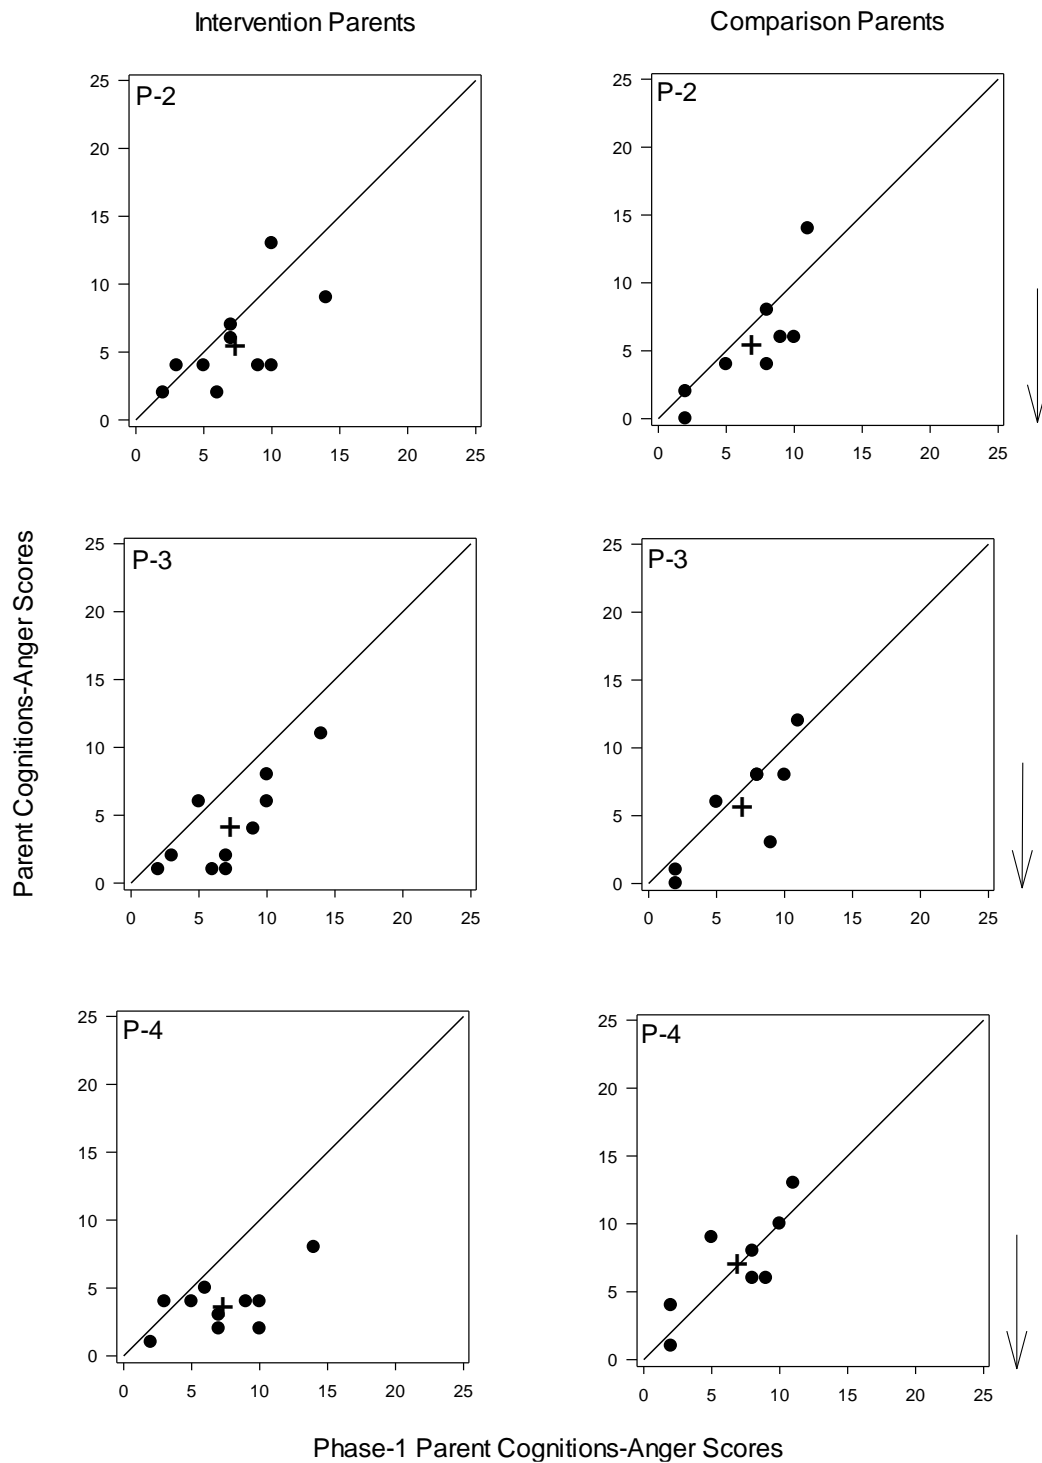 Intervention Parents
Comparison Parents
P-2
25
20
15
10
5
0
0 5 10 15 20 25
P-2
25
20
15
10
5
0
0 5 10 15 20 25
Parent Cognitions-Anger Scores
P-3
25
20
15
10
5
0
0 5 10 15 20 25
P-3
25
20
15
10
5
0
0 5 10 15 20 25
P-4
25
20
15
10
5
0
0 5 10 15 20 25
P-4
25
20
15
10
5
0
0 5 10 15 20 25
Phase-1 Parent Cognitions-Anger Scores